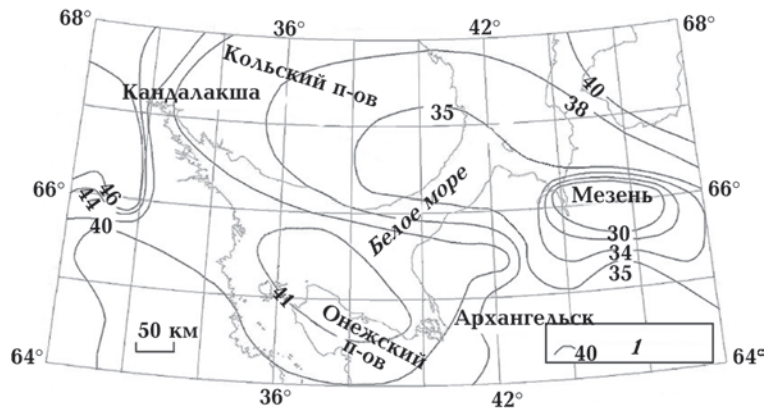 68° 36° 42° 68°
Кольский п-ов
Кандалакша
40
38
35
66° 46 66°
44
Мезень
Белое море
40
30
34
35
41
50 км
Онежский
п-ов
Архангельск
40 1
64° 64°
36° 42°